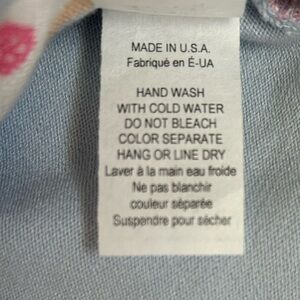 MADE IN U.S.A.
Fabriqué en É-UA
HAND WASH
WITH COLD WATER
DO NOT BLEACH
COLOR SEPARATE
HANG OR LINE DRY
Laver à la main eau froide
Ne pas blanchir
couleur séparée
Suspendre pour sécher